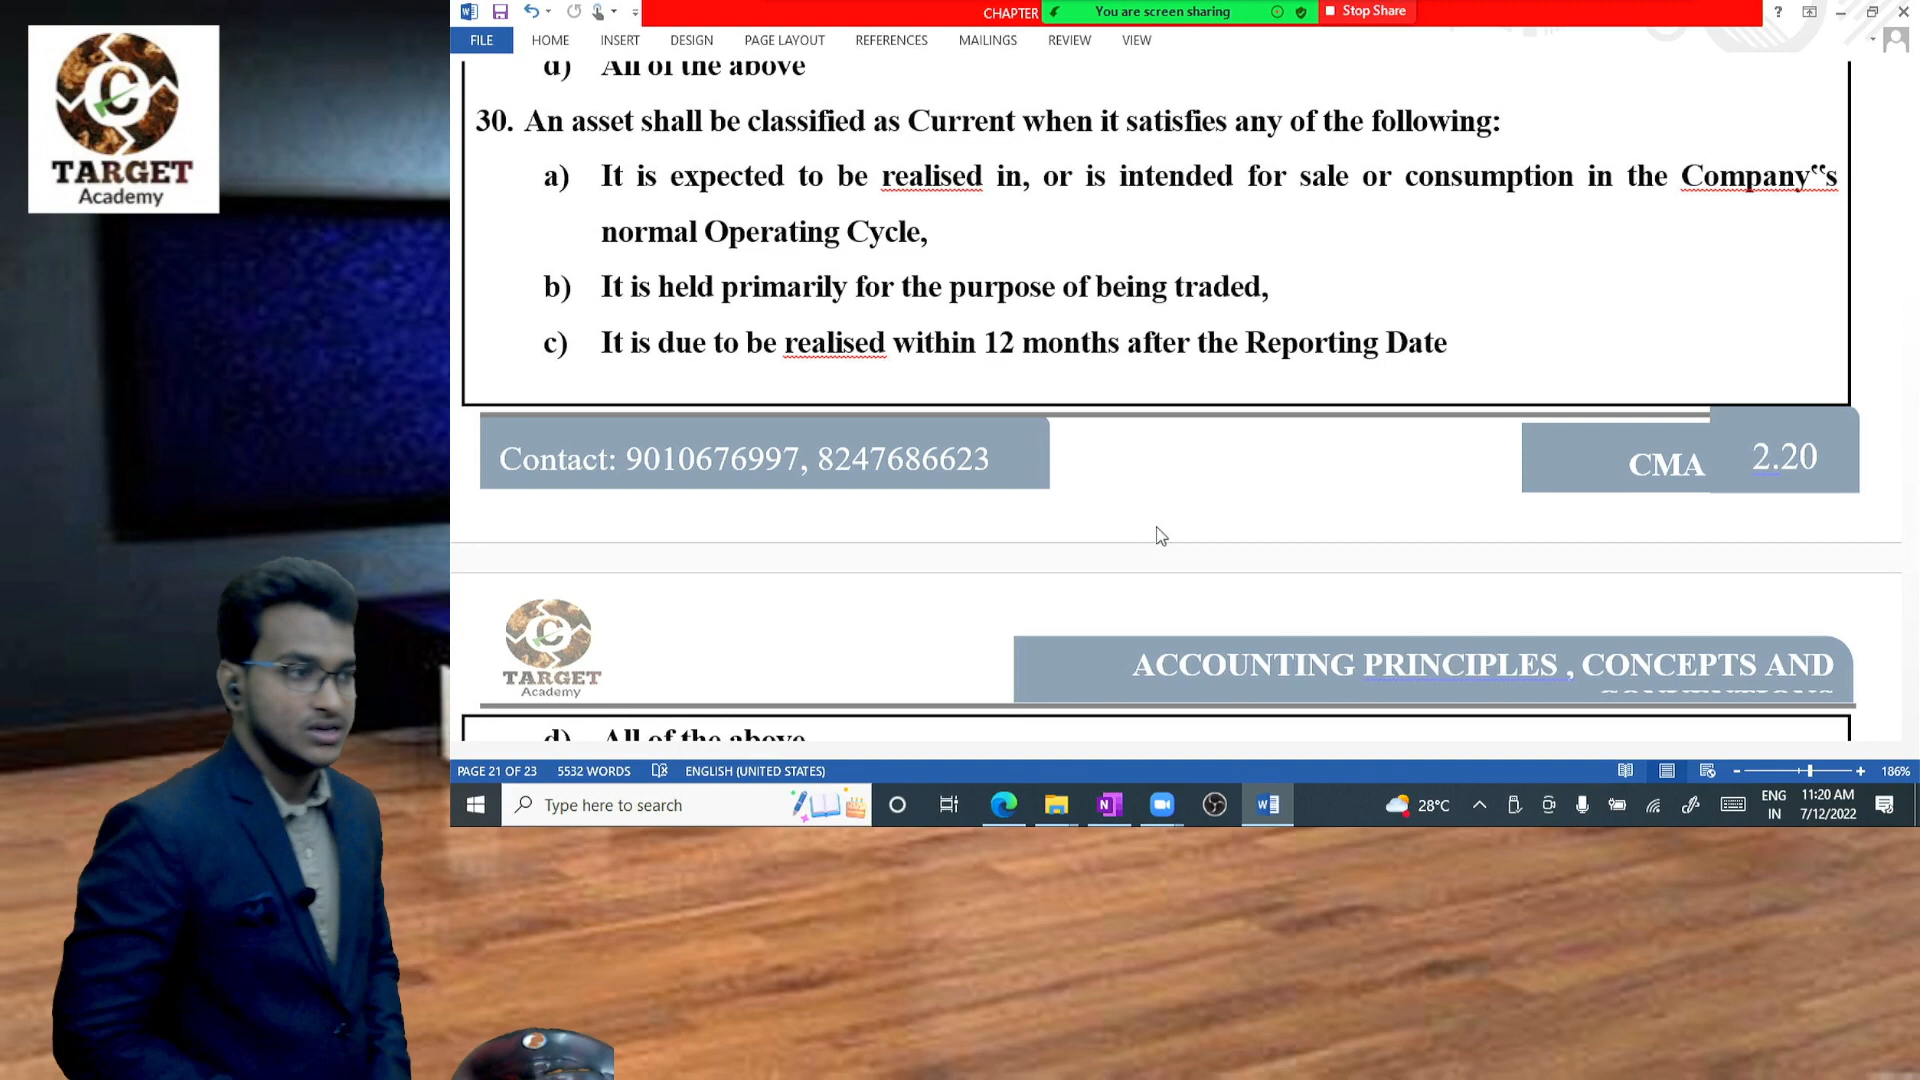 C
TARGET
Academy
CHAPTER
You are screen sharing
Stop Share
?
FILE
HOME
INSERT
DESIGN
PAGE LAYOUT
REFERENCES
MAILINGS
REVIEW
VIEW
d) All of the above
30. An asset shall be classified as Current when it satisfies any of the following:
a) It is expected to be realised in, or is intended for sale or consumption in the Company‟s
normal Operating Cycle,
b) It is held primarily for the purpose of being traded,
c) It is due to be realised within 12 months after the Reporting Date
Contact: 9010676997, 8247686623
CMA
2.20
C
TARGET
Academy
ACCOUNTING PRINCIPLES , CONCEPTS AND
d) All of the above
PAGE 21 OF 23
5532 WORDS
ENGLISH (UNITED STATES)
186%
Type here to search
28°C
ENG
IN
11:20 AM
7/12/2022